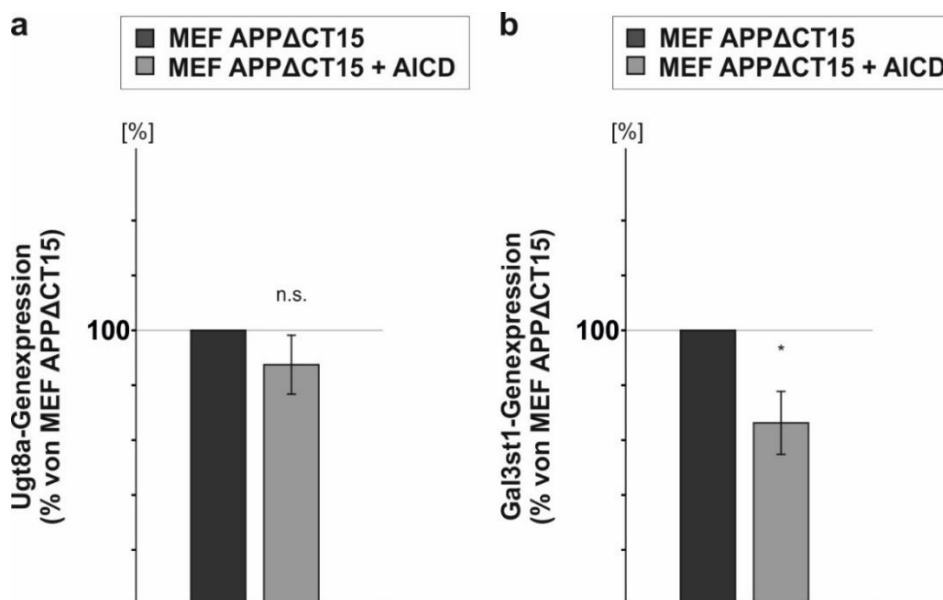 a
MEF APPΔCT15
MEF APPΔCT15 + AICD
[%]
Ugt8a-Genexpression
(% von MEF APPΔCT15)
100
n.s.
b
MEF APPΔCT15
MEF APPΔCT15 + AICD
[%]
Gal3st1-Genexpression
(% von MEF APPΔCT15)
100
*